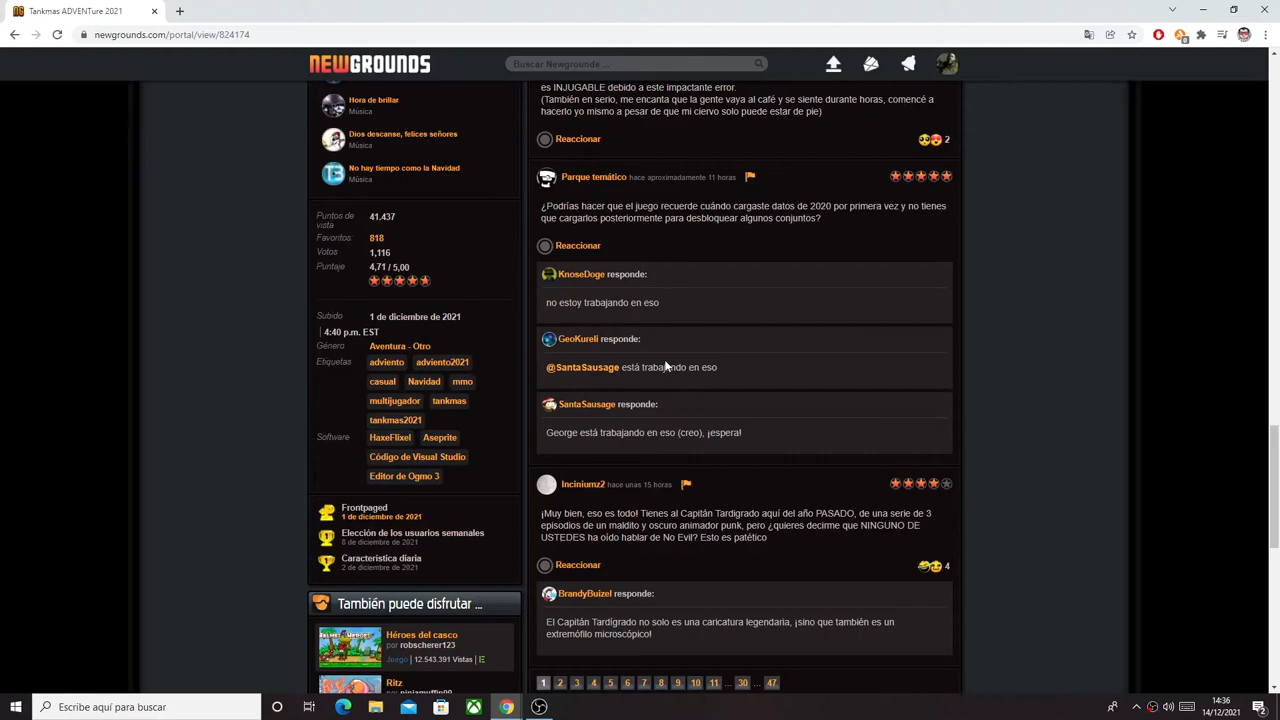 Tankmas ADVENTure 2021
newgrounds.com/portal/view/824174
NEWGROUNDS
Buscar Newgrounds ...
Hora de brillar
Música
Dios descanse, felices señores
Música
No hay tiempo como la Navidad
Música
Puntos de vista 41.437
Favoritos: 818
Votos 1,116
Puntaje 4,71 / 5,00
Subido 1 de diciembre de 2021
4:40 p.m. EST
Género Aventura - Otro
Etiquetas adviento adviento2021
casual Navidad mmo
multijugador tankmas
tankmas2021
Software HaxeFlixel Aseprite
Código de Visual Studio
Editor de Ogmo 3
Frontpaged
1 de diciembre de 2021
Elección de los usuarios semanales
8 de diciembre de 2021
Característica diaria
2 de diciembre de 2021
También puede disfrutar ...
Héroes del casco
por robscherer123
Juego | 12.543.391 Vistas | E
Ritz
por ninjamuffin99
es INJUGABLE debido a este impactante error.
(También en serio, me encanta que la gente vaya al café y se siente durante horas, comencé a
hacerlo yo mismo a pesar de que mi ciervo solo puede estar de pie)
Reaccionar 2
Parque temático hace aproximadamente 11 horas
¿Podrías hacer que el juego recuerde cuándo cargaste datos de 2020 por primera vez y no tienes
que cargarlos posteriormente para desbloquear algunos conjuntos?
Reaccionar
KnoseDoge responde:
no estoy trabajando en eso
GeoKureli responde:
@SantaSausage está trabajando en eso
SantaSausage responde:
George está trabajando en eso (creo), ¡espera!
Inciniumz2 hace unas 15 horas
¡Muy bien, eso es todo! Tienes al Capitán Tardigrado aquí del año PASADO, de una serie de 3
episodios de un maldito y oscuro animador punk, pero ¿quieres decirme que NINGUNO DE
USTEDES ha oído hablar de No Evil? Esto es patético
Reaccionar 4
BrandyBuizel responde:
El Capitán Tardígrado no solo es una caricatura legendaria, ¡sino que también es un
extremófilo microscópico!
1 2 3 4 5 6 7 8 9 10 11 ... 30 ... 47
Escribe aquí para buscar
14:36
14/12/2021
2